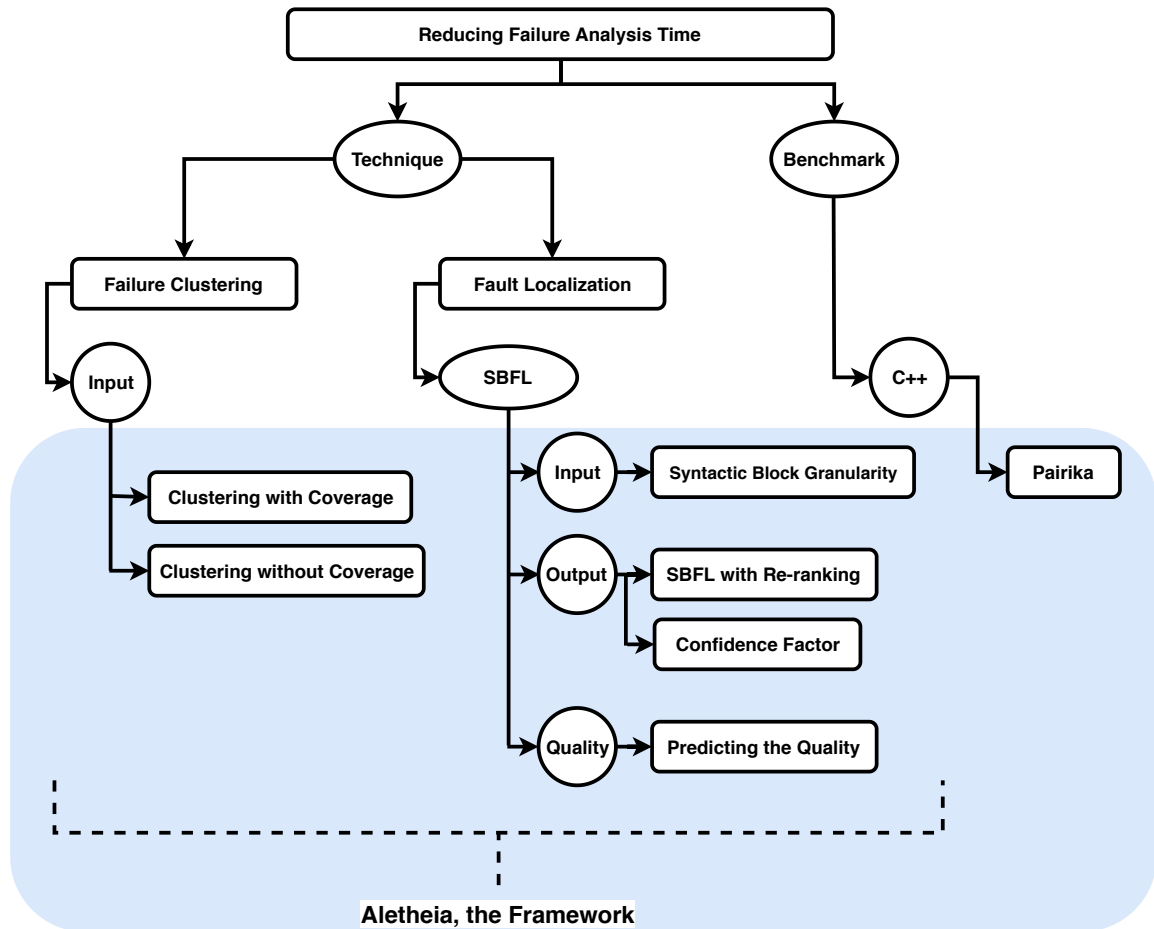 Reducing Failure Analysis Time
Technique
Benchmark
Failure Clustering
Fault Localization
Input
SBFL
C++
Input
Syntactic Block Granularity
Pairika
Clustering with Coverage
Clustering without Coverage
Output
SBFL with Re-ranking
Confidence Factor
Quality
Predicting the Quality
Aletheia, the Framework